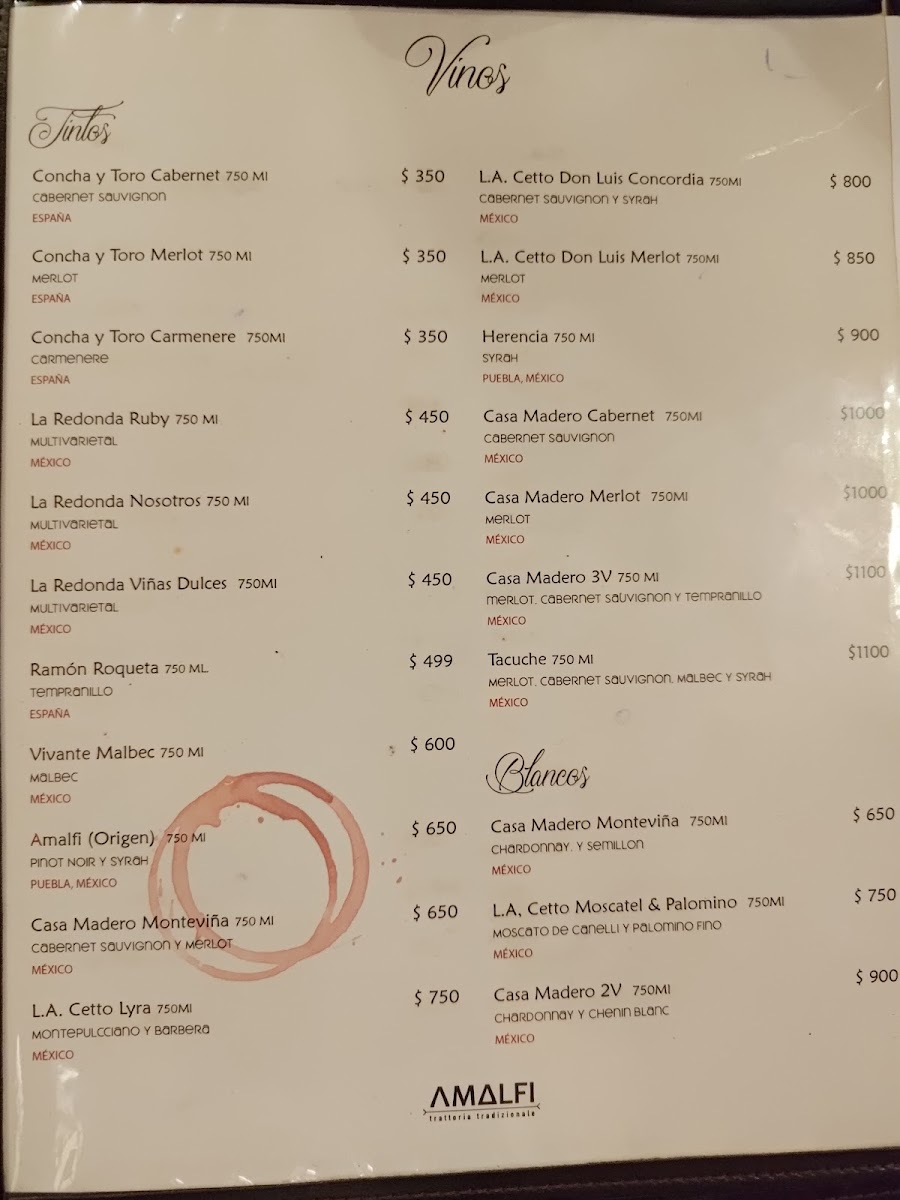 Vinos
Tintos
Concha y Toro Cabernet 750 Ml $ 350
Cabernet Sauvignon
ESPAÑA
Concha y Toro Merlot 750 Ml $ 350
Merlot
ESPAÑA
Concha y Toro Carmenere 750Ml $ 350
Carmenere
ESPAÑA
La Redonda Ruby 750 Ml $ 450
Multivarietal
MÉXICO
La Redonda Nosotros 750 Ml $ 450
Multivarietal
MÉXICO
La Redonda Viñas Dulces 750Ml $ 450
Multivarietal
MÉXICO
Ramón Roqueta 750 ML $ 499
Tempranillo
ESPAÑA
Vivante Malbec 750 Ml $ 600
Malbec
MÉXICO
Amalfi (Origen) 750 Ml $ 650
Pinot Noir y Syrah
PUEBLA, MÉXICO
Casa Madero Monteviña 750 Ml $ 650
Cabernet Sauvignon y Merlot
MÉXICO
L.A. Cetto Lyra 750Ml $ 750
Montepulcciano y Barbera
MÉXICO
L.A. Cetto Don Luis Concordia 750Ml $ 800
Cabernet Sauvignon y Syrah
MÉXICO
L.A. Cetto Don Luis Merlot 750Ml $ 850
Merlot
MÉXICO
Herencia 750 Ml $ 900
Syrah
PUEBLA, MÉXICO
Casa Madero Cabernet 750Ml $1000
Cabernet Sauvignon
MÉXICO
Casa Madero Merlot 750Ml $1000
Merlot
MÉXICO
Casa Madero 3V 750 Ml $1100
Merlot, Cabernet Sauvignon y Tempranillo
MÉXICO
Tacuche 750 Ml $1100
Merlot, Cabernet Sauvignon, Malbec y Syrah
MÉXICO
Blancos
Casa Madero Monteviña 750Ml $ 650
Chardonnay, y Semillon
MÉXICO
L.A, Cetto Moscatel & Palomino 750Ml $ 750
Moscato de Canelli y Palomino Fino
MÉXICO
Casa Madero 2V 750Ml $ 900
Chardonnay y Chenin Blanc
MÉXICO
AMALFI
trattoria tradizionale